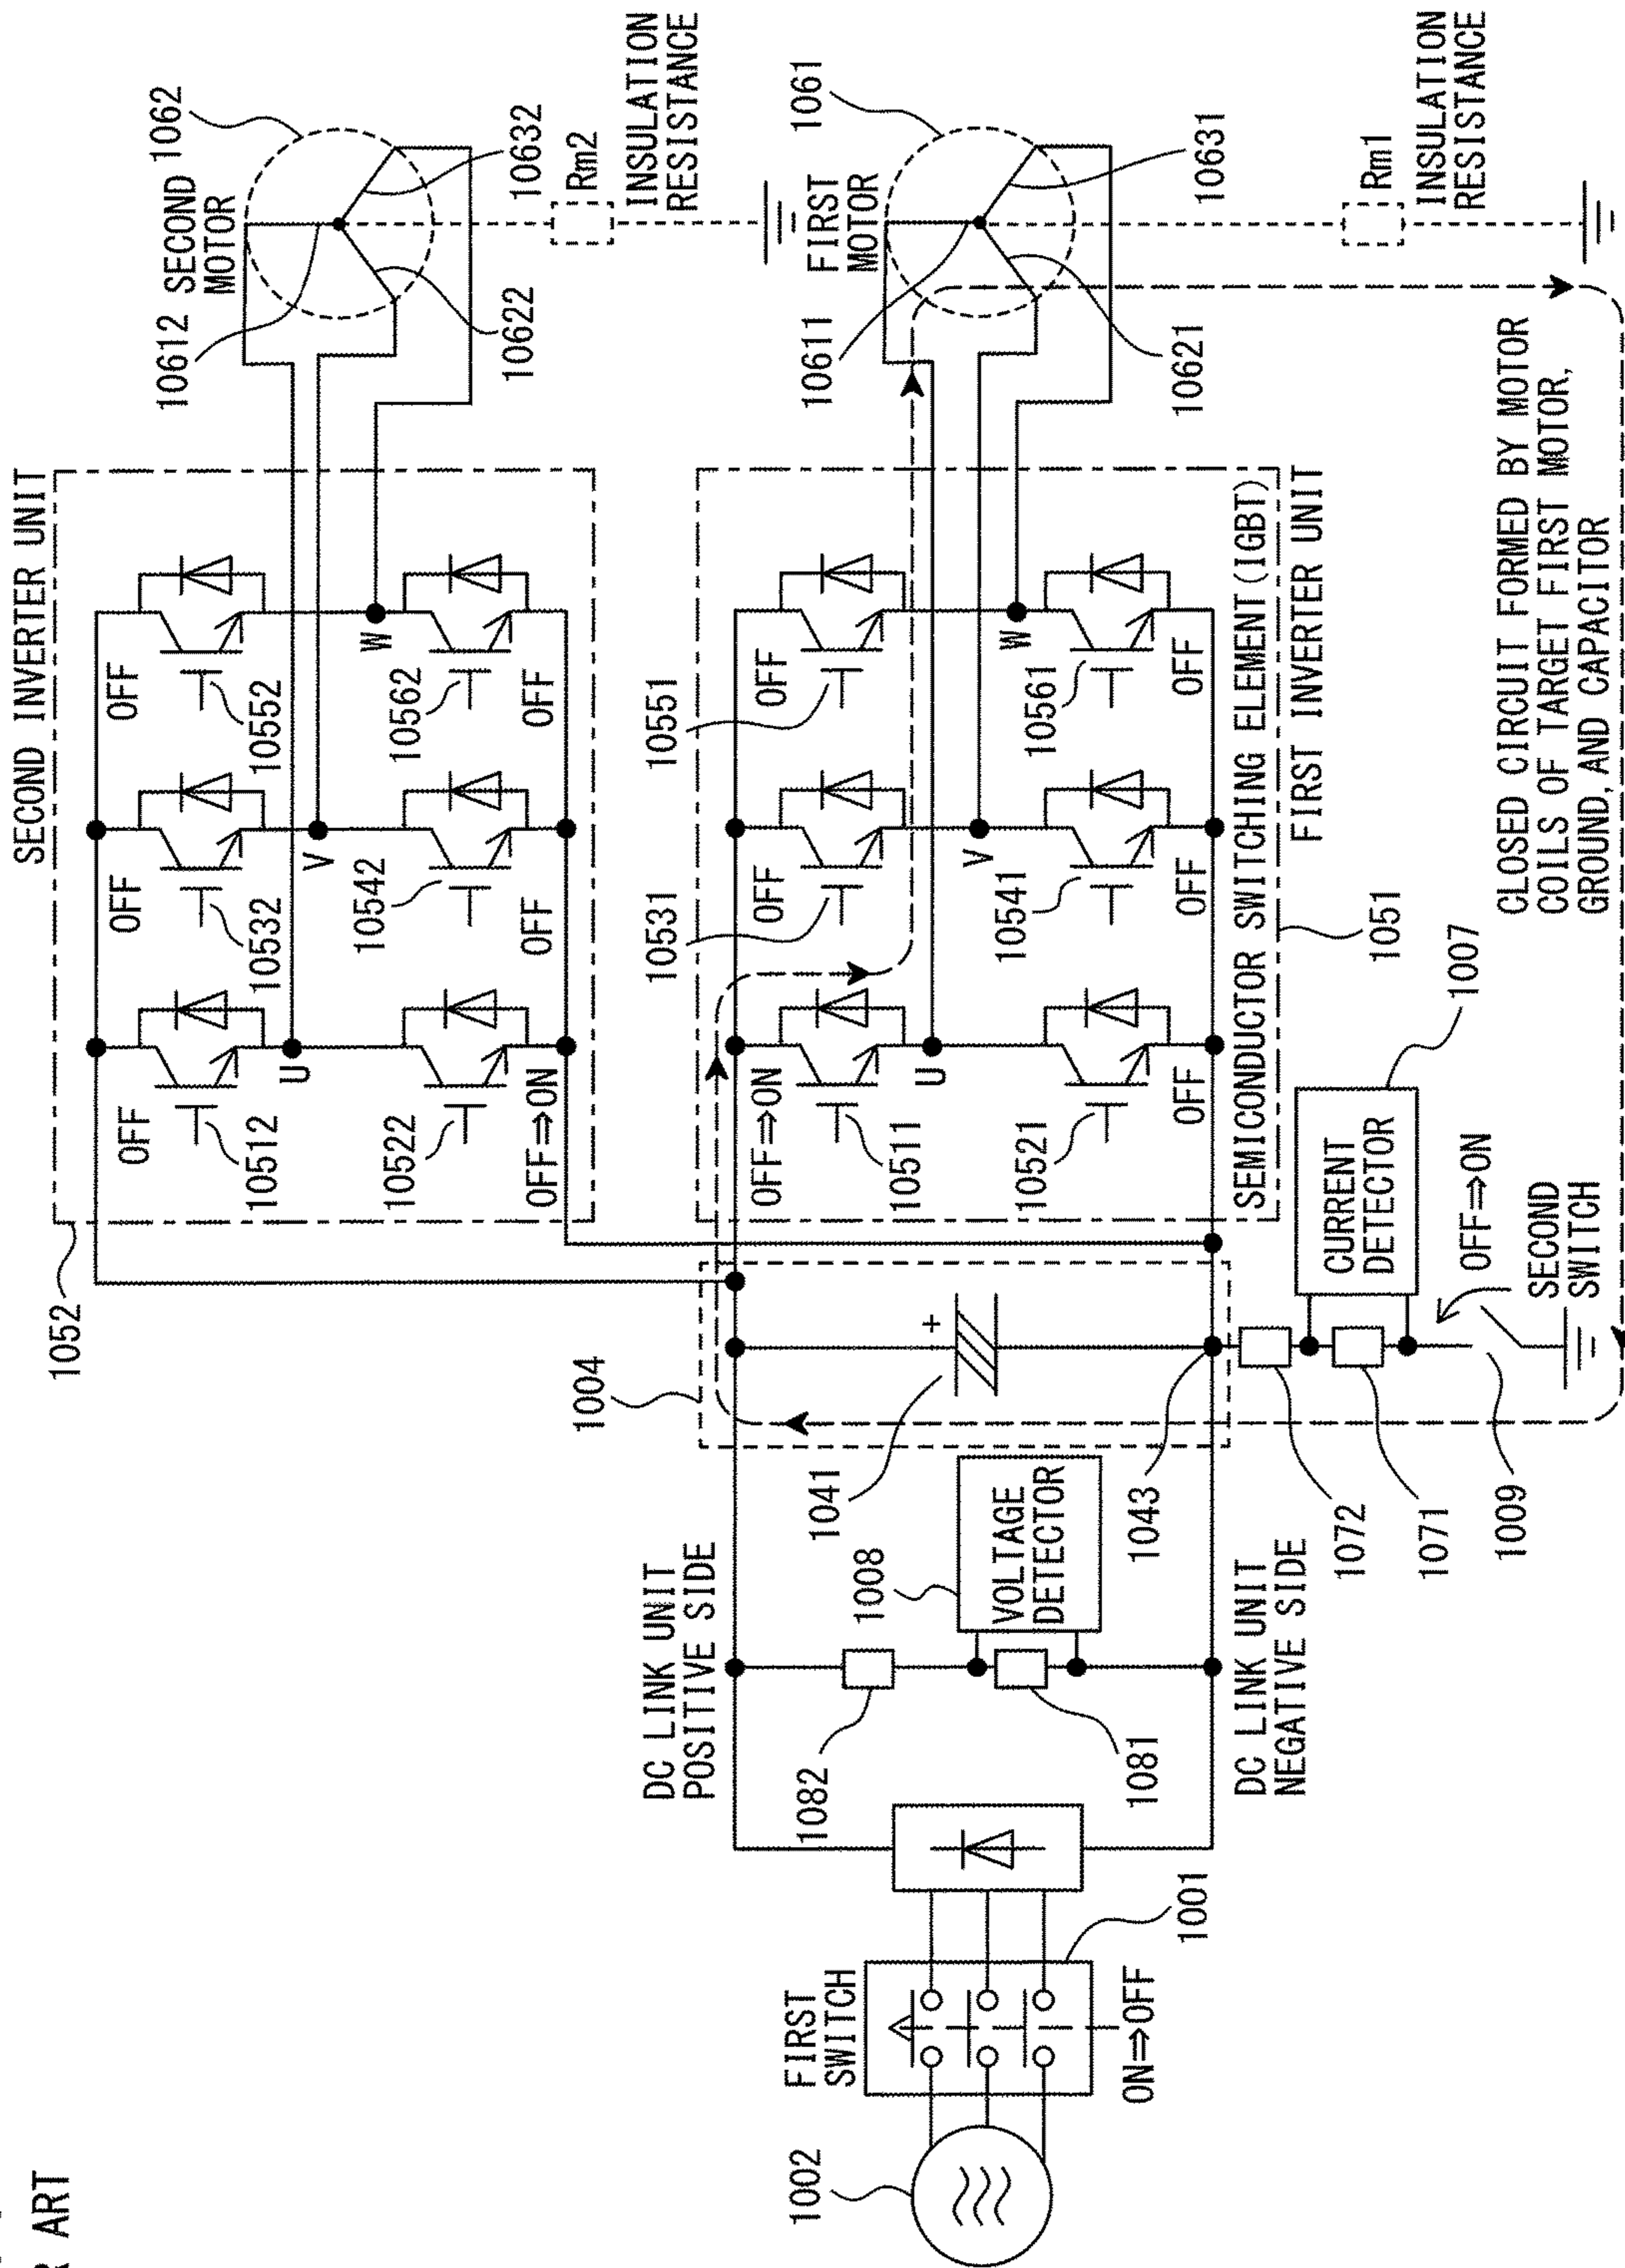 R ART
SECOND INVERTER UNIT
1052
OFF
OFF
OFF
10512
10532
10552
U
V
W
10522
10542
10562
OFF⇒ON
OFF
OFF
SECOND
MOTOR
1062
10612
10622
10632
Rm2
INSULATION
RESISTANCE
FIRST
MOTOR
1061
10611
10621
10631
Rm1
INSULATION
RESISTANCE
10531
10551
OFF⇒ON
OFF
OFF
10511
U
V
W
10521
10541
10561
OFF
OFF
OFF
SEMICONDUCTOR SWITCHING ELEMENT(IGBT)
FIRST INVERTER UNIT
1051
1004
+
1041
1043
DC LINK UNIT
POSITIVE SIDE
1008
VOLTAGE
DETECTOR
1082
1081
DC LINK UNIT
NEGATIVE SIDE
FIRST
SWITCH
1001
ON⇒OFF
1002
1007
CURRENT
DETECTOR
OFF⇒ON
SECOND
SWITCH
1072
1071
1009
CLOSED CIRCUIT FORMED BY MOTOR
COILS OF TARGET FIRST MOTOR,
GROUND, AND CAPACITOR